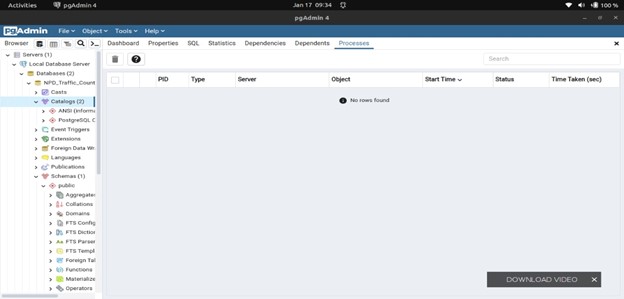 Activities pgAdmin 4 Jan 17 09:34 100 %
pgAdmin 4
pgAdmin File Object Tools Help
Browser Dashboard Properties SQL Statistics Dependencies Dependents Processes
Servers (1)
Local Database Server
Databases (2)
NPD_Traffic_Count
Casts
Catalogs (2)
ANSI (informa
PostgreSQL C
Event Triggers
Extensions
Foreign Data Wr
Languages
Publications
Schemas (1)
public
Aggregates
Collations
Domains
FTS Config
FTS Diction
FTS Parser
FTS Templ
Foreign Tal
Functions
Materialize
Operators
Search
PID Type Server Object Start Time Status Time Taken (sec)
No rows found
DOWNLOAD VIDEO